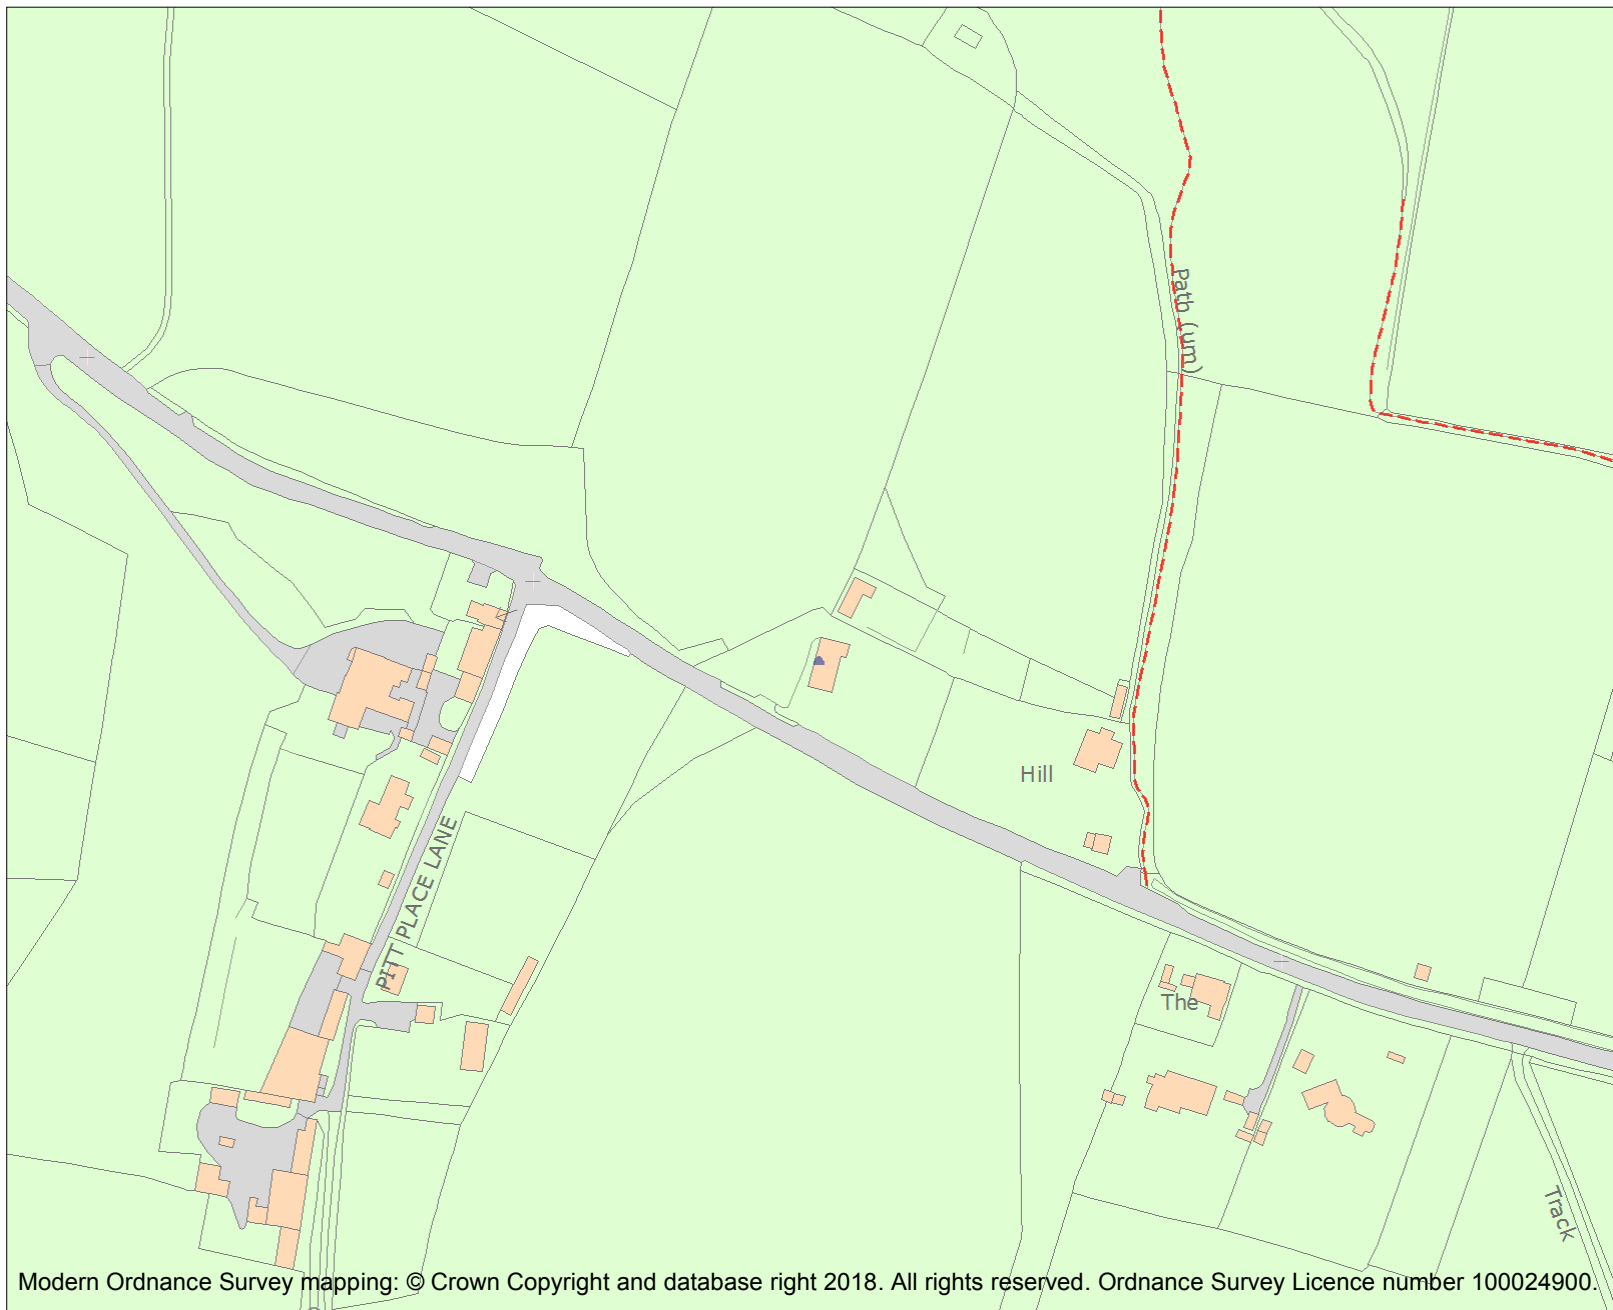 Path (um)
Hill
PITT PLACE LANE
The
Track
Modern Ordnance Survey mapping: © Crown Copyright and database right 2018. All rights reserved. Ordnance Survey Licence number 100024900.